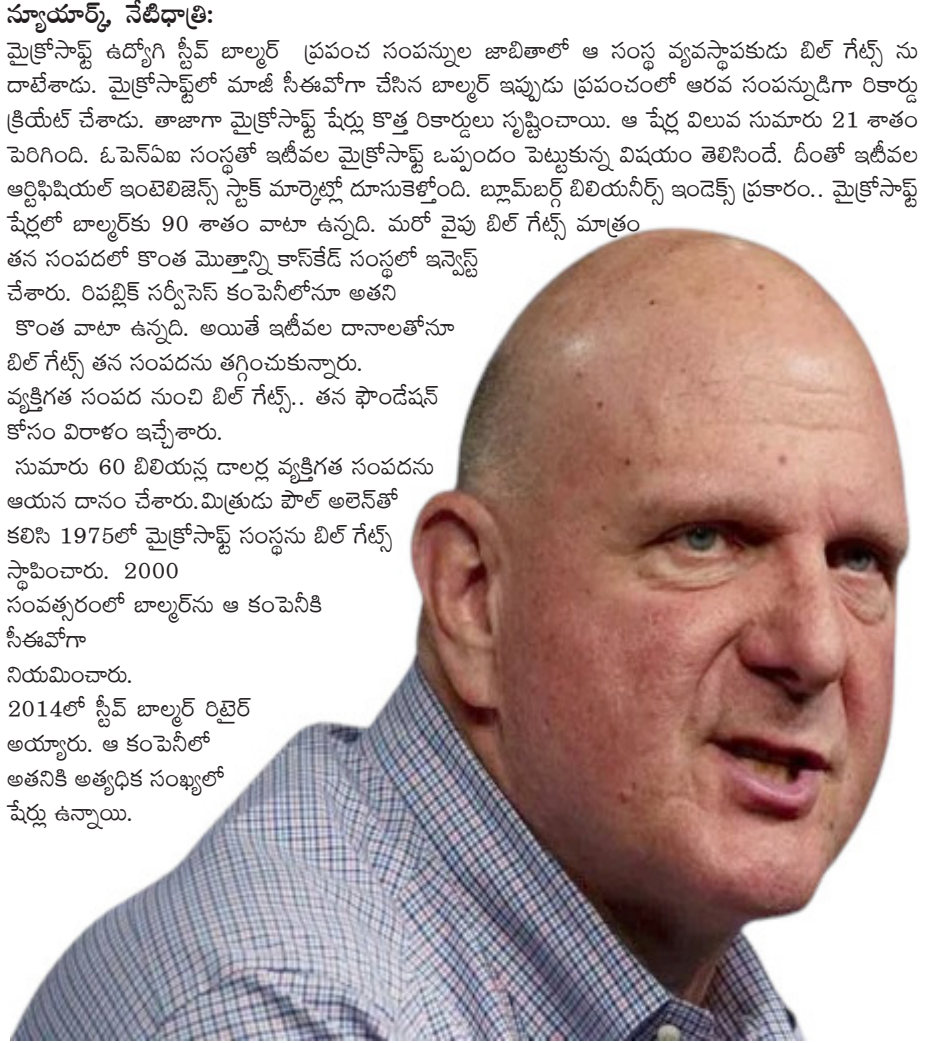 న్యూయార్క్, నేటిధాత్రి:
మైక్రోసాఫ్ట్ ఉద్యోగి స్టీవ్ బాల్మర్ ప్రపంచ సంపన్నుల జాబితాలో ఆ సంస్థ వ్యవస్థాపకుడు బిల్ గేట్స్ ను
దాటేశాడు. మైక్రోసాఫ్ట్‌లో మాజీ సీఈవోగా చేసిన బాల్మర్ ఇప్పుడు ప్రపంచంలో ఆరవ సంపన్నుడిగా రికార్డు
క్రియేట్ చేశాడు. తాజాగా మైక్రోసాఫ్ట్ షేర్లు కొత్త రికార్డులు సృష్టించాయి. ఆ షేర్ల విలువ సుమారు 21 శాతం
పెరిగింది. ఓపెన్ఏఐ సంస్థతో ఇటీవల మైక్రోసాఫ్ట్ ఒప్పందం పెట్టుకున్న విషయం తెలిసిందే. దీంతో ఇటీవల
ఆర్టిఫిషియల్ ఇంటెలిజెన్స్ స్టాక్ మార్కెట్లో దూసుకెళ్తోంది. బ్లూమ్‌బర్గ్ బిలియనీర్స్ ఇండెక్స్ ప్రకారం.. మైక్రోసాఫ్ట్
షేర్లలో బాల్మర్‌కు 90 శాతం వాటా ఉన్నది. మరో వైపు బిల్ గేట్స్ మాత్రం
తన సంపదలో కొంత మొత్తాన్ని కాస్‌కేడ్ సంస్థలో ఇన్వెస్ట్
చేశారు. రిపబ్లిక్ సర్వీసెస్ కంపెనీలోనూ అతని
కొంత వాటా ఉన్నది. అయితే ఇటీవల దానాలతోనూ
బిల్ గేట్స్ తన సంపదను తగ్గించుకున్నారు.
వ్యక్తిగత సంపద నుంచి బిల్ గేట్స్.. తన ఫౌండేషన్
కోసం విరాళం ఇచ్చేశారు.
సుమారు 60 బిలియన్ల డాలర్ల వ్యక్తిగత సంపదను
ఆయన దానం చేశారు.మిత్రుడు పౌల్ అలెన్‌తో
కలిసి 1975లో మైక్రోసాఫ్ట్ సంస్థను బిల్ గేట్స్
స్థాపించారు. 2000
సంవత్సరంలో బాల్మర్‌ను ఆ కంపెనీకి
సీఈవోగా
నియమించారు.
2014లో స్టీవ్ బాల్మర్ రిటైర్
అయ్యారు. ఆ కంపెనీలో
అతనికి అత్యధిక సంఖ్యలో
షేర్లు ఉన్నాయి.